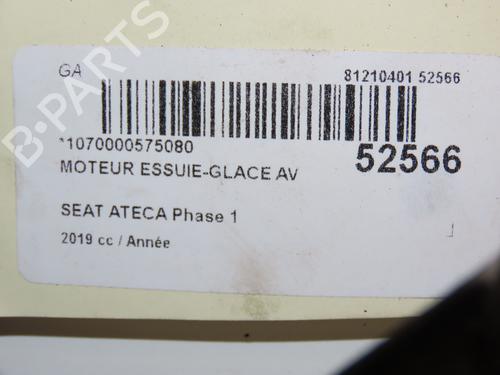 GA
81210401 52566
*1070000575080
52566
MOTEUR ESSUIE-GLACE AV
SEAT ATECA Phase 1
2019 cc / Année
B-PARTS